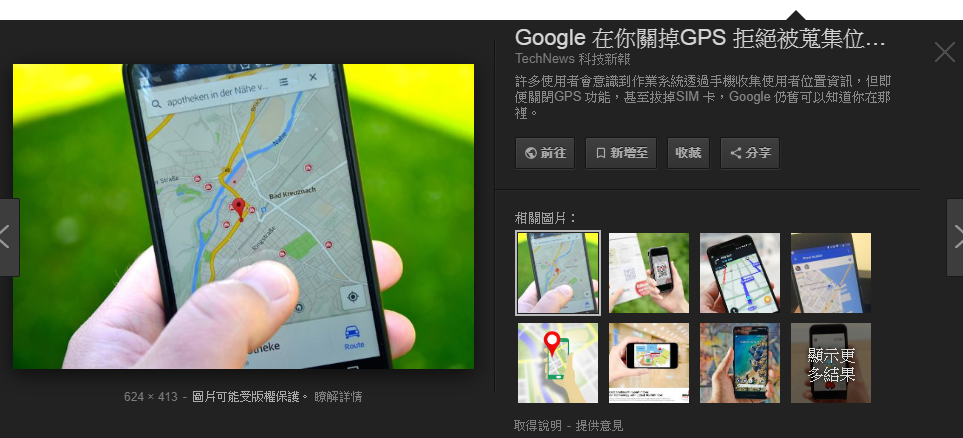 Google 在你關掉GPS 拒絕被蒐集位...
TechNews 科技新報
許多使用者會意識到作業系統透過手機收集使用者位置資訊，但即
便關閉GPS 功能，甚至拔掉SIM 卡，Google 仍舊可以知道你在那
裡。
前往
新增至
收藏
分享
相關圖片：
顯示更
多結果
取得說明 - 提供意見
apotheken in der Nähe v...
Nahe
Bad Kreuznach
Ringstraße
er Straße
theke
Route
624 × 413 - 圖片可能受版權保護。 瞭解詳情